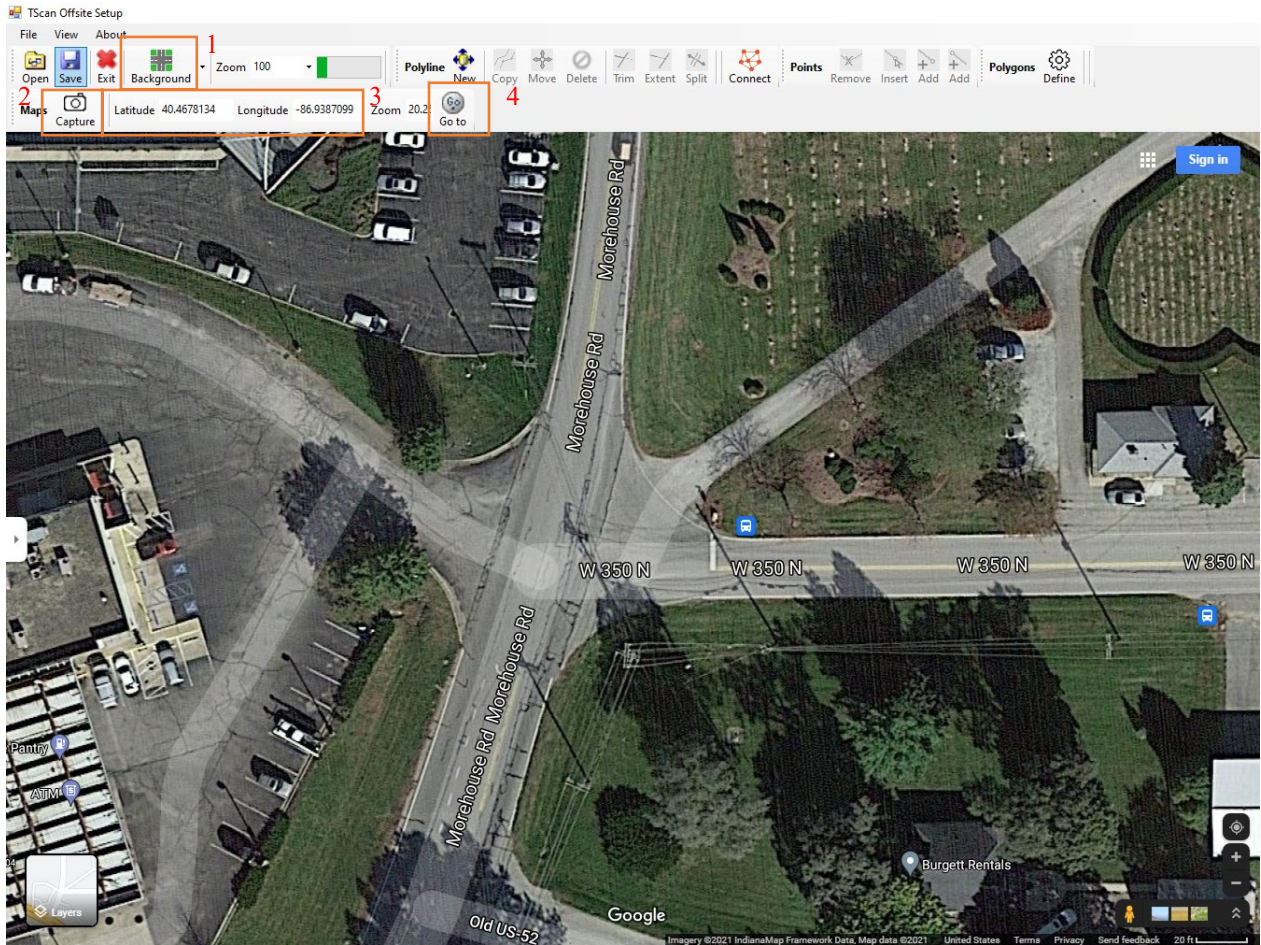 TScan Offsite Setup
File View About
1
Open Save Exit Background Zoom 100 Polyline New Copy Move Delete Trim Extent Split Connect Points Remove Insert Add Add Polygons Define
2 3 4
Maps Capture Latitude 40.4678134 Longitude -86.9387099 Zoom 20.2 Go Go to
Sign in
Morehouse Rd
Morehouse Rd
W 350 N W 350 N W 350 N W 350 N
Morehouse Rd
Morehouse Rd
Pantry
ATM
Burgett Rentals
04
Layers
Google
Old US-52
Imagery ©2021 IndianaMap Framework Data, Map data ©2021 United States Terms Privacy Send feedback 20 ft